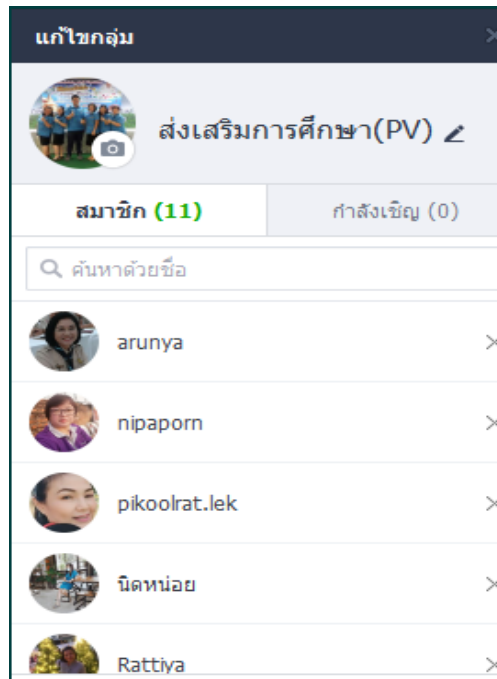 แก้ไขกลุ่ม
ส่งเสริมการศึกษา(PV)
สมาชิก (11) กำลังเชิญ (0)
ค้นหาด้วยชื่อ
arunya
nipaporn
pikoolrat.lek
นิดหน่อย
Rattiya